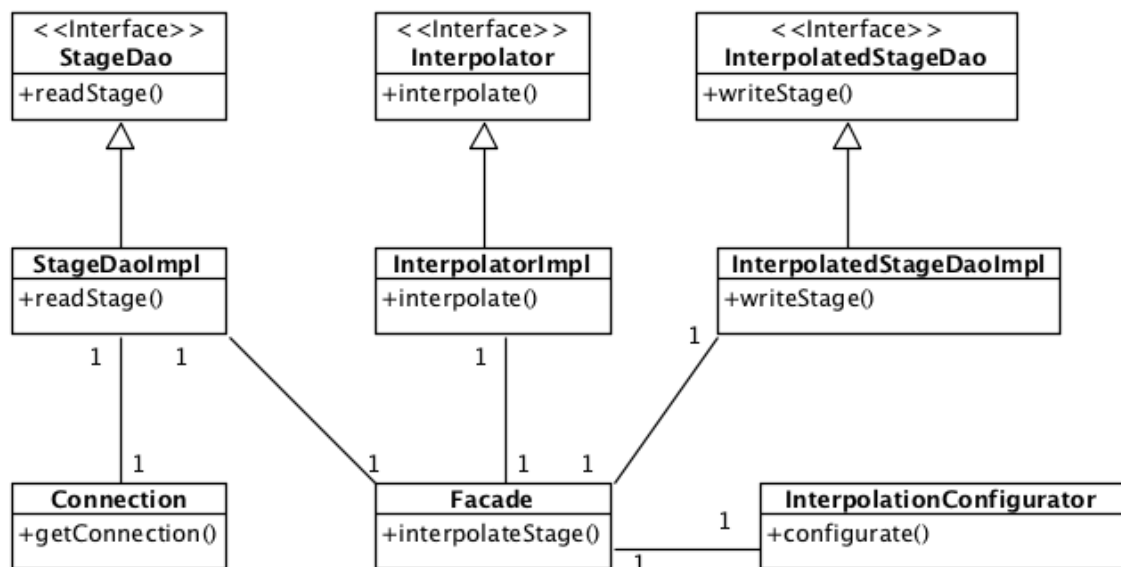 <<Interface>>
StageDao
+readStage()
<<Interface>>
Interpolator
+interpolate()
<<Interface>>
InterpolatedStageDao
+writeStage()
StageDaoImpl
+readStage()
InterpolatorImpl
+interpolate()
InterpolatedStageDaoImpl
+writeStage()
1
1
1
1
1
1
1
1
Connection
+getConnection()
Facade
+interpolateStage()
1
1
InterpolationConfigurator
+configurate()